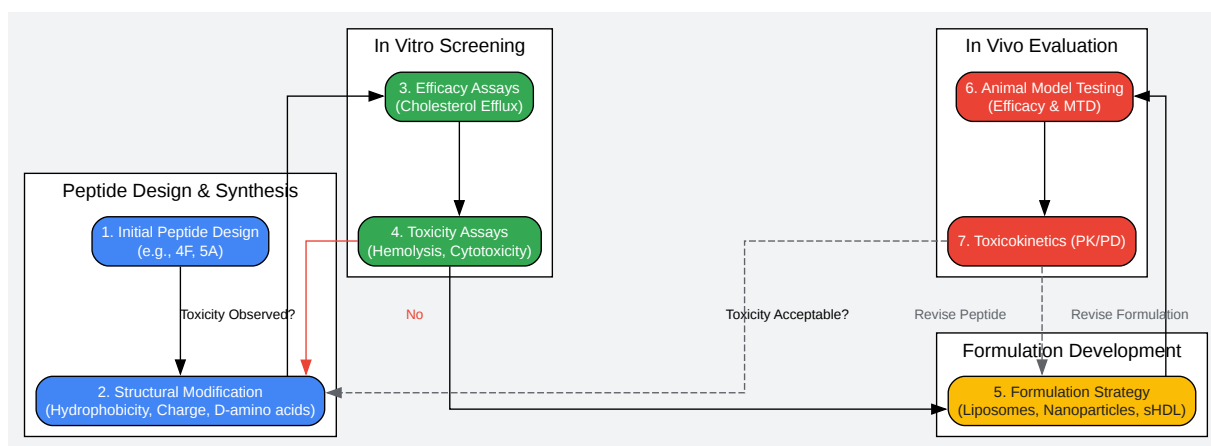 In Vitro Screening
3. Efficacy Assays
(Cholesterol Efflux)
4. Toxicity Assays
(Hemolysis, Cytotoxicity)
In Vivo Evaluation
6. Animal Model Testing
(Efficacy & MTD)
7. Toxicokinetics (PK/PD)
Peptide Design & Synthesis
1. Initial Peptide Design
(e.g., 4F, 5A)
Toxicity Observed?
No
Toxicity Acceptable?
Revise Peptide
Revise Formulation
2. Structural Modification
(Hydrophobicity, Charge, D-amino acids)
Formulation Development
5. Formulation Strategy
(Liposomes, Nanoparticles, sHDL)